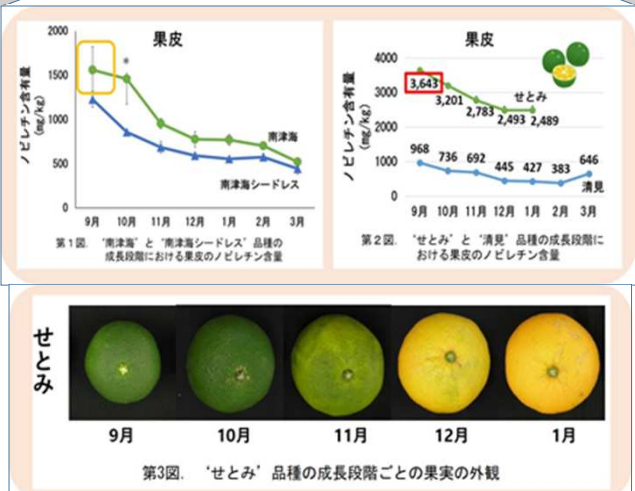 果皮
ノビレチン含有量
(mg/kg)
2000
1500
1000
500
0
*
南津海
南津海シードレス
9月 10月 11月 12月 1月 2月 3月
第1図. ‘南津海’と‘南津海シードレス’品種の
成長段階における果皮のノビレチン含量
果皮
ノビレチン含有量
(mg/kg)
4000
3000
2000
1000
0
3,643
3,201
2,783
2,493
2,489
せとみ
968
736
692
445
427
383
646
清見
9月 10月 11月 12月 1月 2月 3月
第2図. ‘せとみ’と‘清見’品種の成長段階に
おける果皮のノビレチン含量
せとみ
9月 10月 11月 12月 1月
第3図. ‘せとみ’品種の成長段階ごとの果実の外観